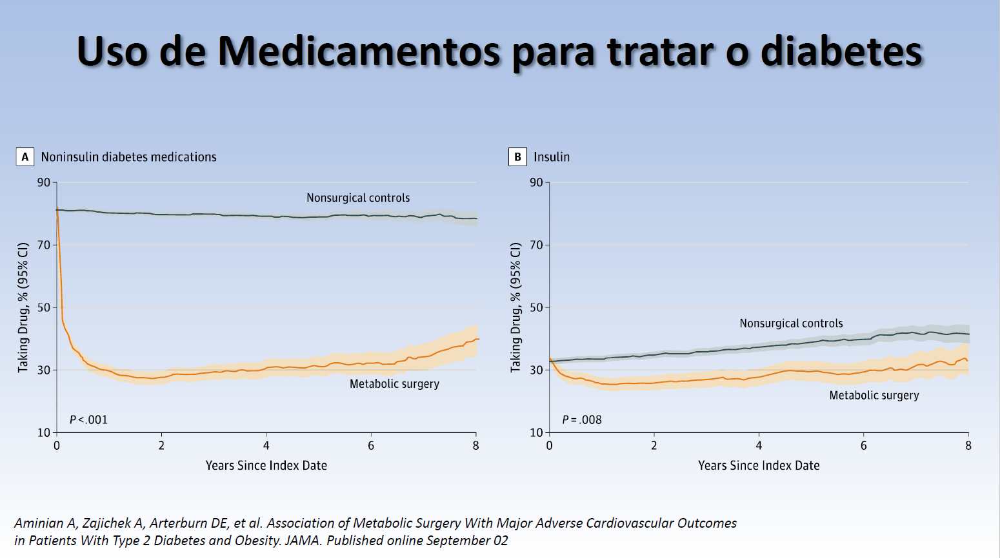 Uso de Medicamentos para tratar o diabetes
A Noninsulin diabetes medications
90
70
50
30
10
Taking Drug, % (95% CI)
Nonsurgical controls
Metabolic surgery
P<.001
0 2 4 6 8
Years Since Index Date
B Insulin
90
70
50
30
10
Taking Drug, % (95% CI)
Nonsurgical controls
Metabolic surgery
P=.008
0 2 4 6 8
Years Since Index Date
Aminian A, Zajichek A, Arterburn DE, et al. Association of Metabolic Surgery With Major Adverse Cardiovascular Outcomes
in Patients With Type 2 Diabetes and Obesity. JAMA. Published online September 02